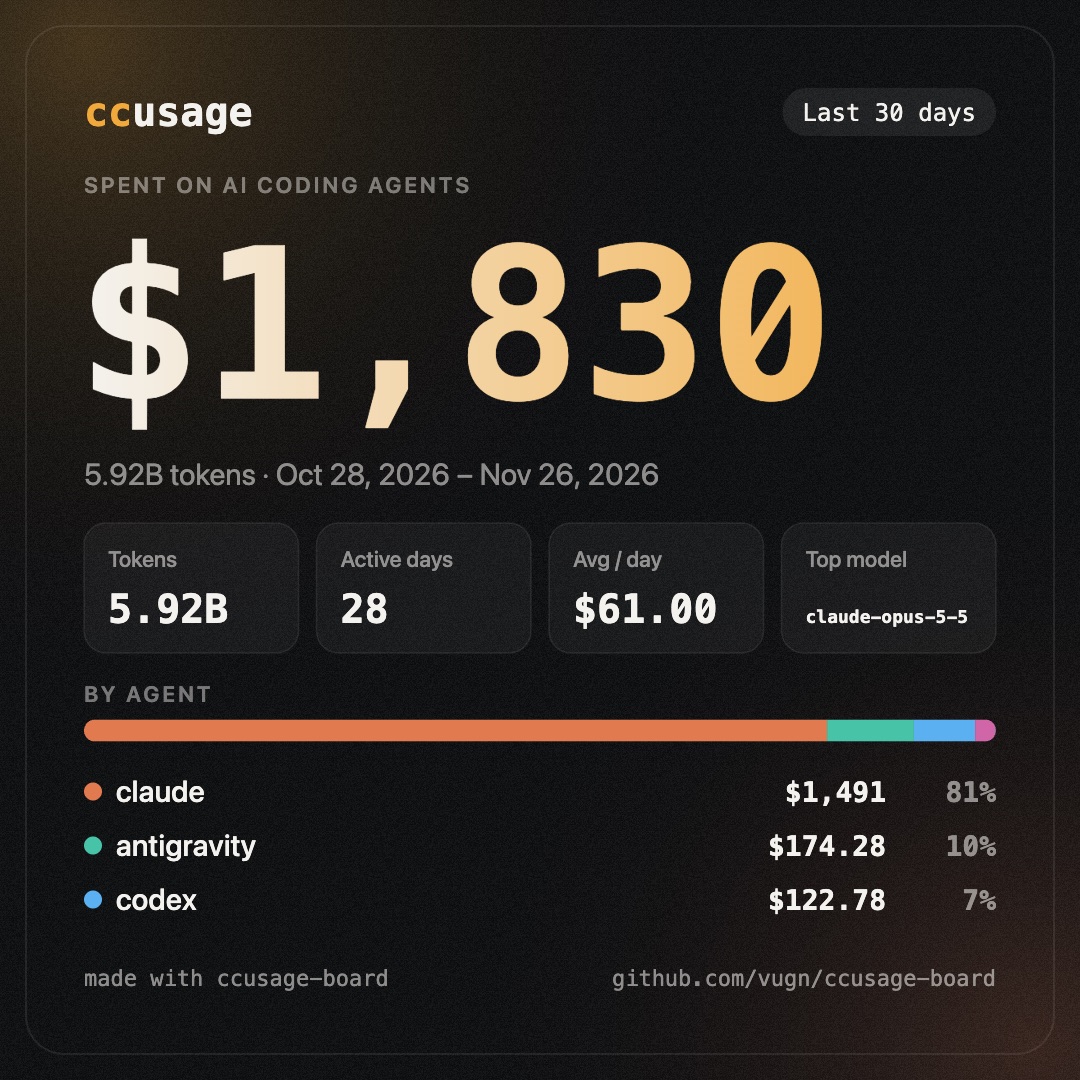 ccusage
Last 30 days
SPENT ON AI CODING AGENTS
$1,830
5.92B tokens · Oct 28, 2026 – Nov 26, 2026
Tokens
5.92B
Active days
28
Avg / day
$61.00
Top model
claude-opus-5-5
BY AGENT
claude $1,491 81%
antigravity $174.28 10%
codex $122.78 7%
made with ccusage-board
github.com/vugn/ccusage-board